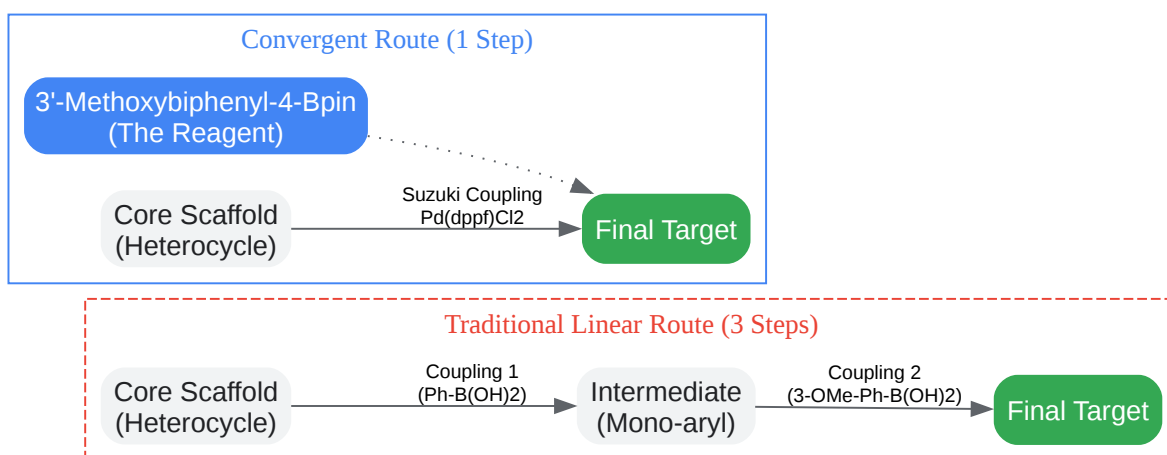 Convergent Route (1 Step)
3'-Methoxybiphenyl-4-Bpin
(The Reagent)
Core Scaffold
(Heterocycle)
Suzuki Coupling
Pd(dppf)Cl2
Final Target
Traditional Linear Route (3 Steps)
Core Scaffold
(Heterocycle)
Coupling 1
(Ph-B(OH)2)
Intermediate
(Mono-aryl)
Coupling 2
(3-OMe-Ph-B(OH)2)
Final Target